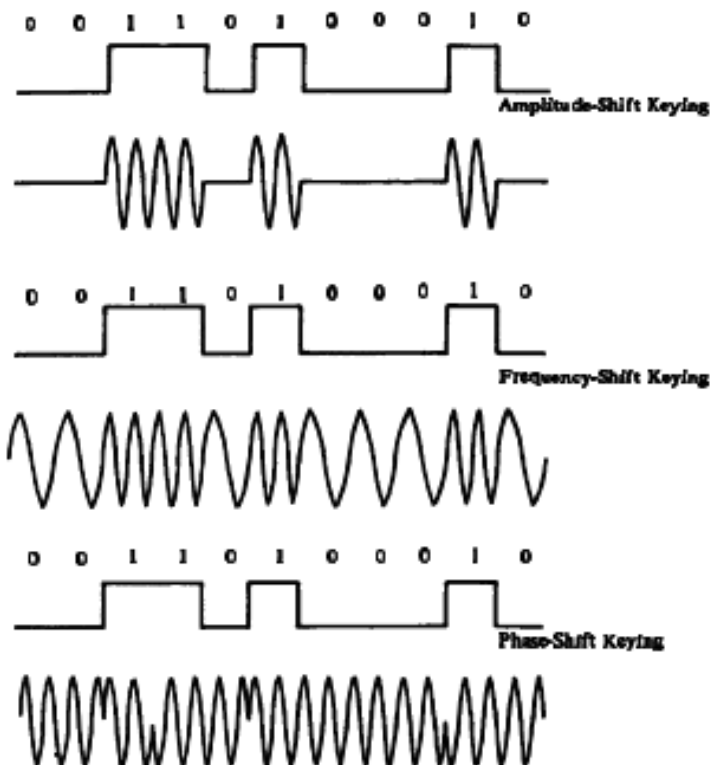 0 0 1 1 0 1 0 0 0 1 0
Amplitude-Shift Keying
0 0 1 1 0 1 0 0 0 1 0
Frequency-Shift Keying
0 0 1 1 0 1 0 0 0 1 0
Phase-Shift Keying